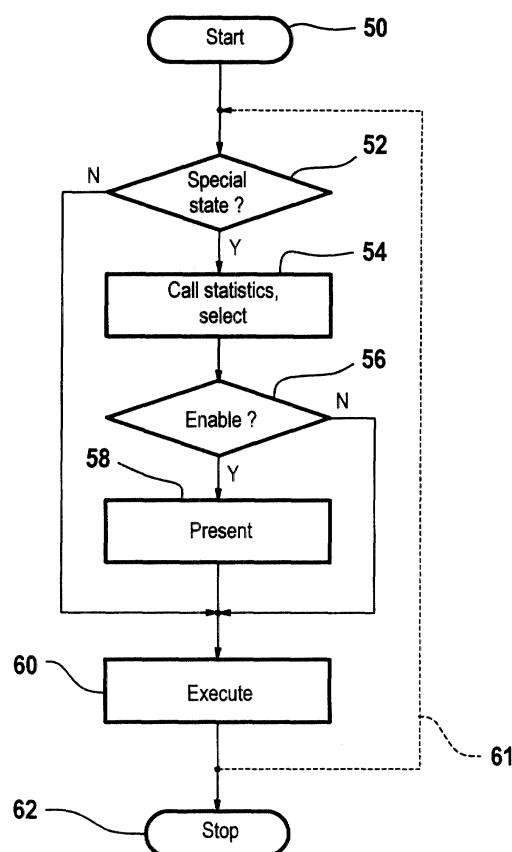 Start
50
52
N
Special
state ?
Y
54
Call statistics,
select
56
Enable ?
N
58
Y
Present
60
Execute
61
62
Stop